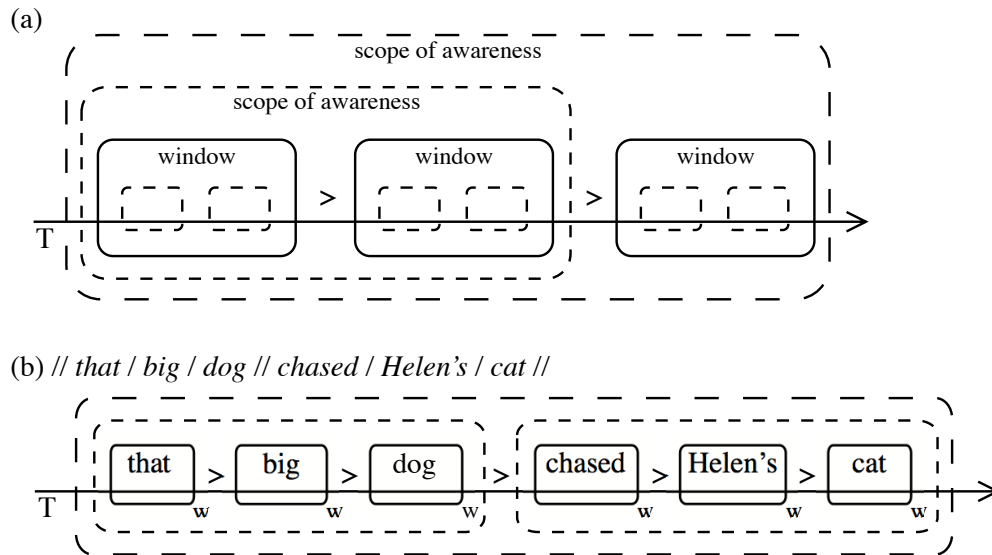 (a)
scope of awareness
scope of awareness
window > window > window
T
(b) // that / big / dog // chased / Helen's / cat //
that > big > dog > chased > Helen's > cat
T w w w w w w